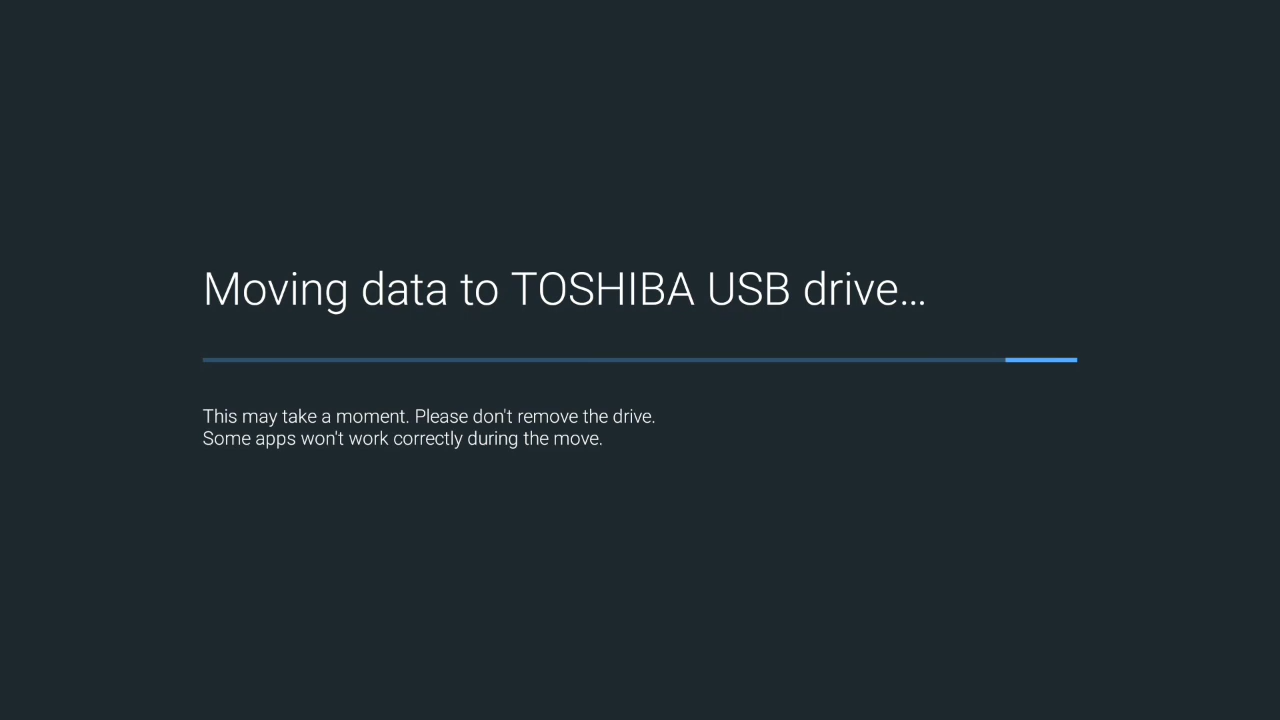 Moving data to TOSHIBA USB drive…
This may take a moment. Please don't remove the drive.
Some apps won't work correctly during the move.